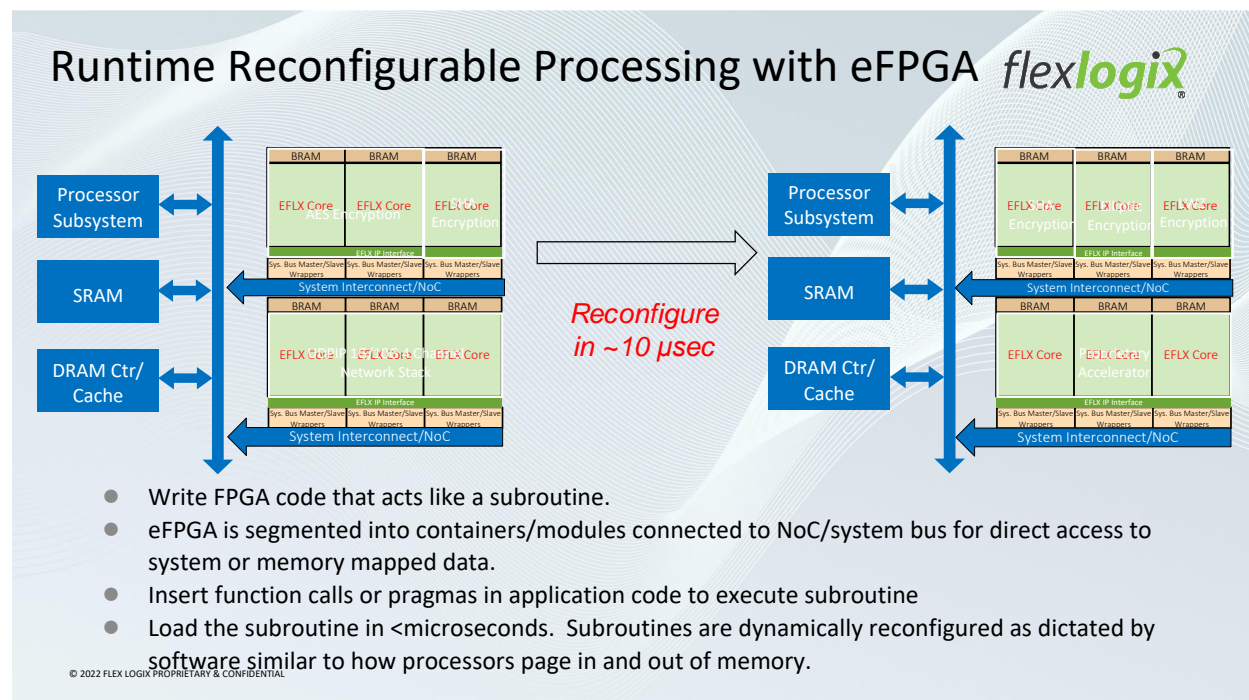 Runtime Reconfigurable Processing with eFPGA
flexlogix®
Processor
Subsystem
SRAM
DRAM Ctr/
Cache
BRAM BRAM BRAM
EFLX Core EFLX Core EFLX Core
AES Encryption
Encryption
EFLX IP Interface
Sys. Bus Master/Slave Wrappers Sys. Bus Master/Slave Wrappers Sys. Bus Master/Slave Wrappers
System Interconnect/NoC
BRAM BRAM BRAM
EFLX Core EFLX Core EFLX Core
Network Stack
EFLX IP Interface
Sys. Bus Master/Slave Wrappers Sys. Bus Master/Slave Wrappers Sys. Bus Master/Slave Wrappers
System Interconnect/NoC
Reconfigure
in ~10 µsec
Processor
Subsystem
SRAM
DRAM Ctr/
Cache
BRAM BRAM BRAM
EFLX Core EFLX Core EFLX Core
Encryption Encryption Encryption
EFLX IP Interface
Sys. Bus Master/Slave Wrappers Sys. Bus Master/Slave Wrappers Sys. Bus Master/Slave Wrappers
System Interconnect/NoC
BRAM BRAM BRAM
EFLX Core EFLX Core EFLX Core
Accelerator
EFLX IP Interface
Sys. Bus Master/Slave Wrappers Sys. Bus Master/Slave Wrappers Sys. Bus Master/Slave Wrappers
System Interconnect/NoC
● Write FPGA code that acts like a subroutine.
● eFPGA is segmented into containers/modules connected to NoC/system bus for direct access to
system or memory mapped data.
● Insert function calls or pragmas in application code to execute subroutine
● Load the subroutine in <microseconds. Subroutines are dynamically reconfigured as dictated by
software similar to how processors page in and out of memory.
© 2022 FLEX LOGIX PROPRIETARY & CONFIDENTIAL